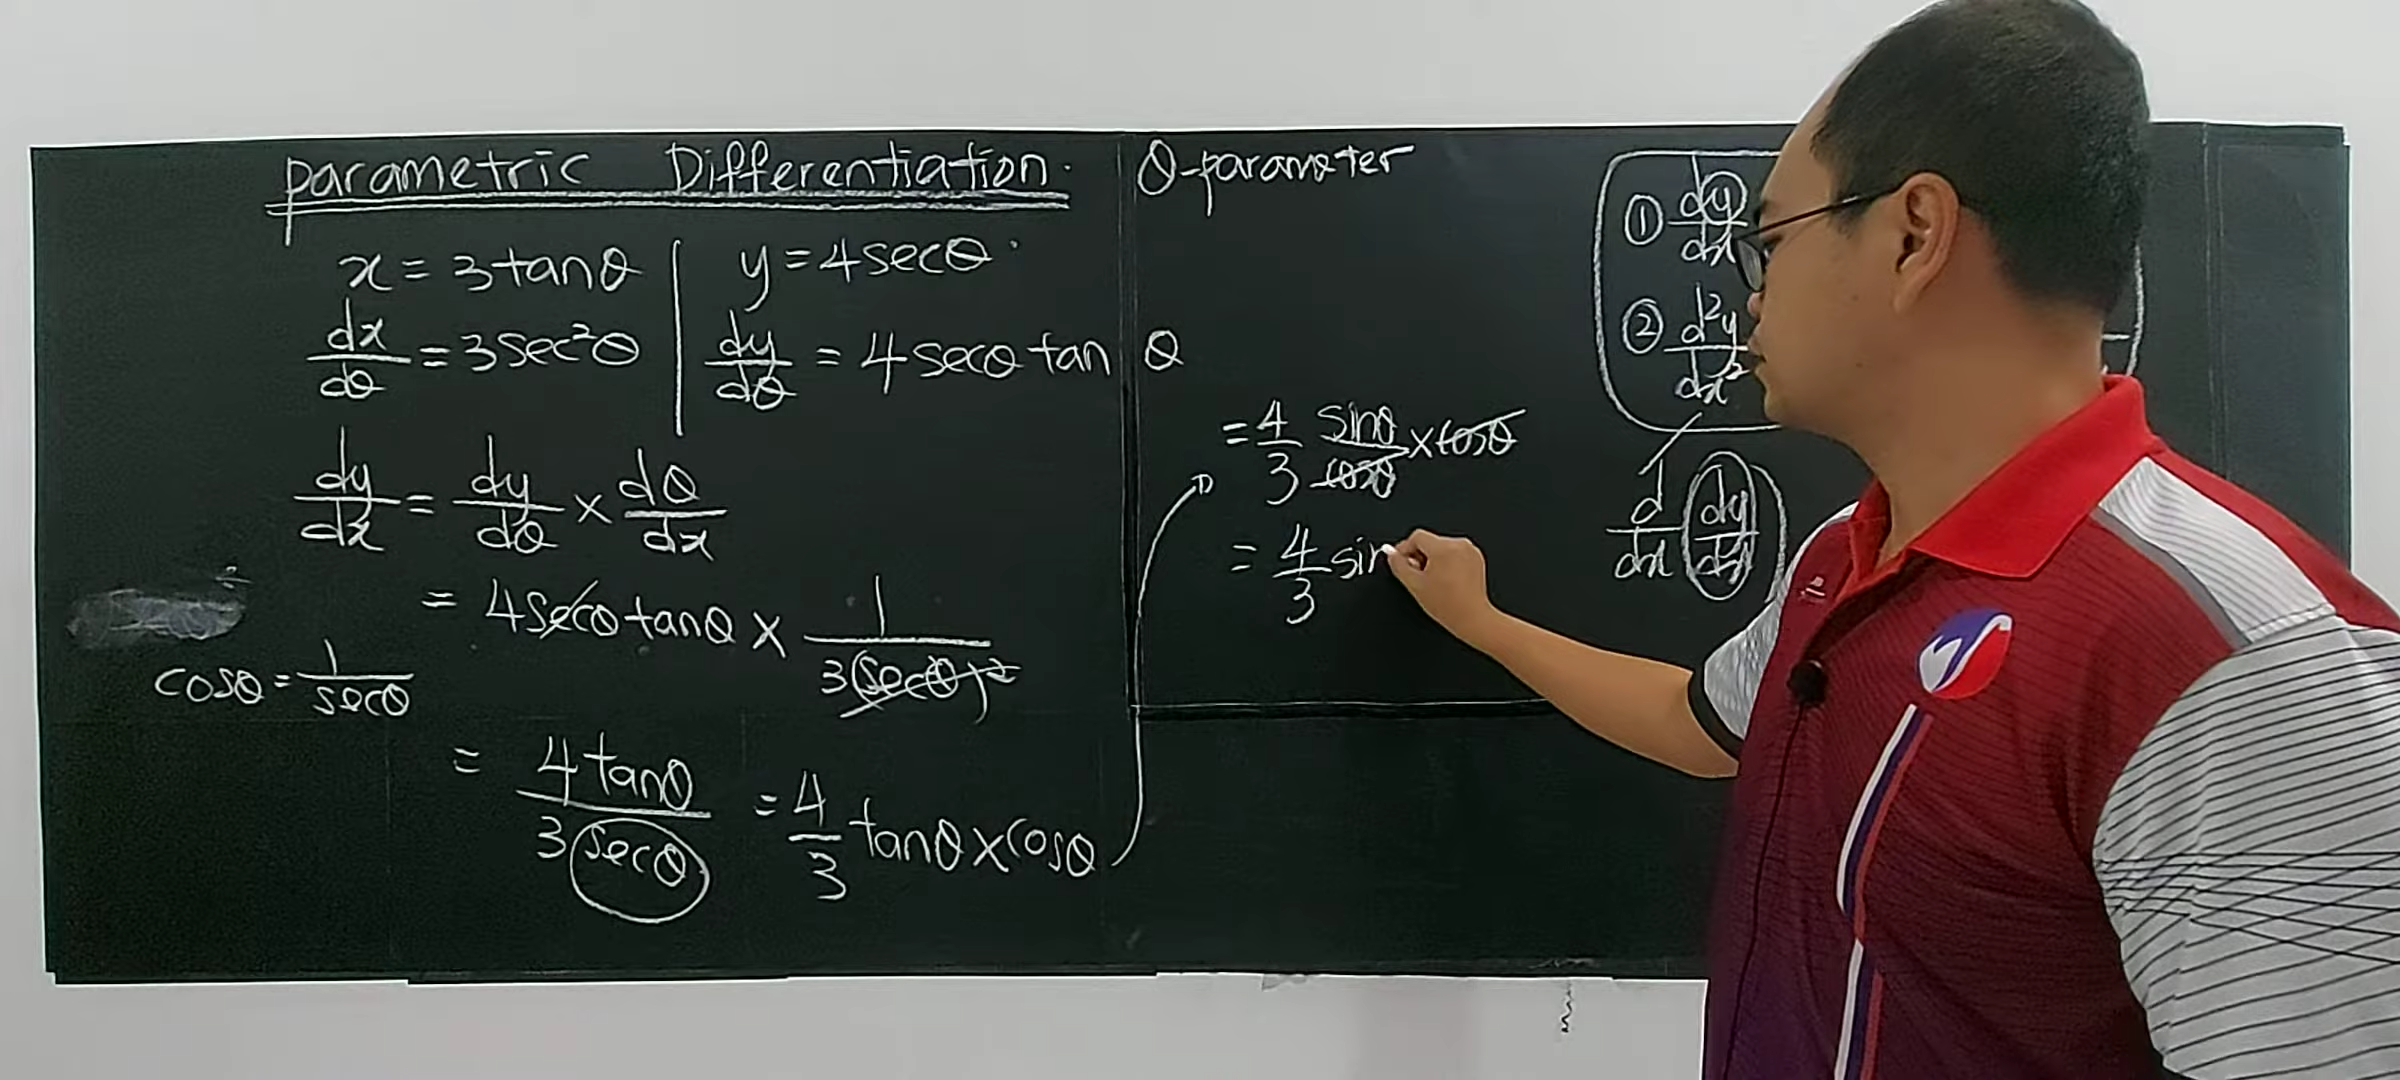 Parametric Differentiation.
x = 3tanθ | y = 4secθ.
dx/dθ = 3sec²θ | dy/dθ = 4secθ tan θ
dy/dx = dy/dθ × dθ/dx
= 4secθ tanθ × 1/3(secθ)²
cosθ = 1/secθ
= 4tanθ/3secθ = 4/3 tanθ × cosθ
θ-parameter
= 4/3 sinθ/cosθ × cosθ
= 4/3 sin
① dy/dx
② d²y/dx²
d/dx (dy/dx)